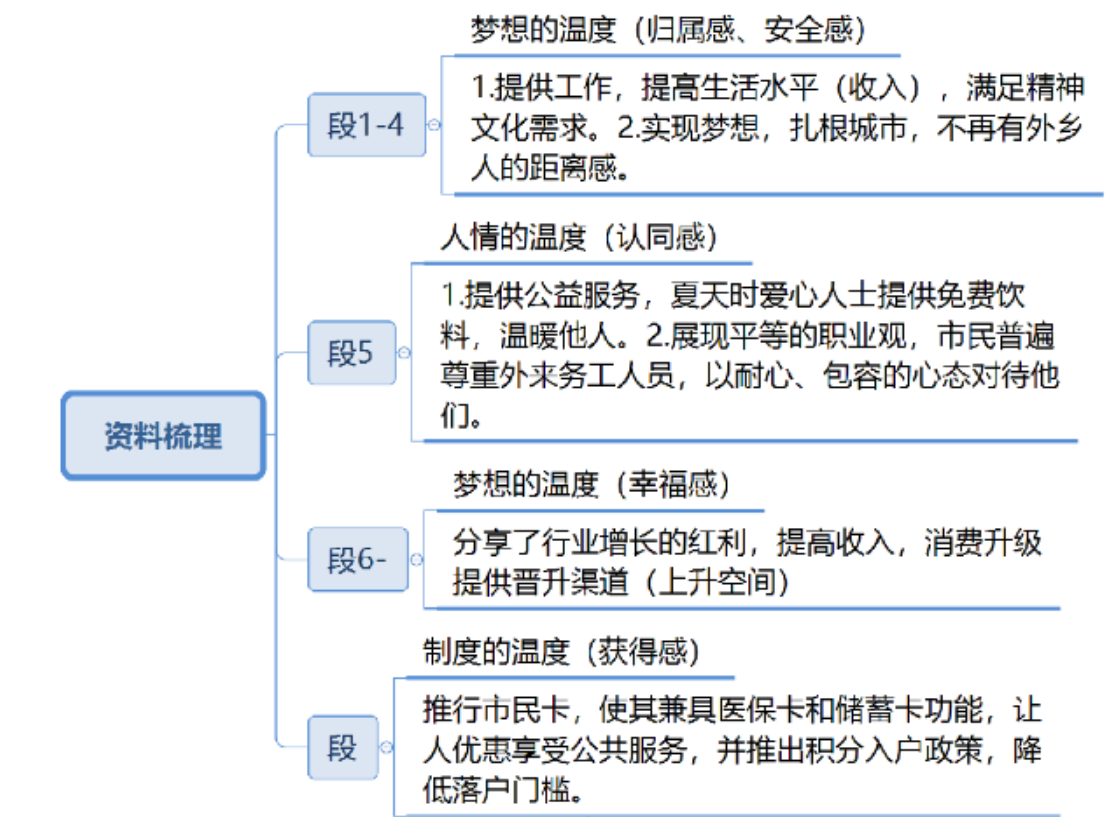 梦想的温度（归属感、安全感）
段1-4
1.提供工作，提高生活水平（收入），满足精神
文化需求。2.实现梦想，扎根城市，不再有外乡
人的距离感。
人情的温度（认同感）
段5
1.提供公益服务，夏天时爱心人士提供免费饮
料，温暖他人。2.展现平等的职业观，市民普遍
尊重外来务工人员，以耐心、包容的心态对待他
们。
资料梳理
梦想的温度（幸福感）
段6-
分享了行业增长的红利，提高收入，消费升级
提供晋升渠道（上升空间）
制度的温度（获得感）
段
推行市民卡，使其兼具医保卡和储蓄卡功能，让
人优惠享受公共服务，并推出积分入户政策，降
低落户门槛。